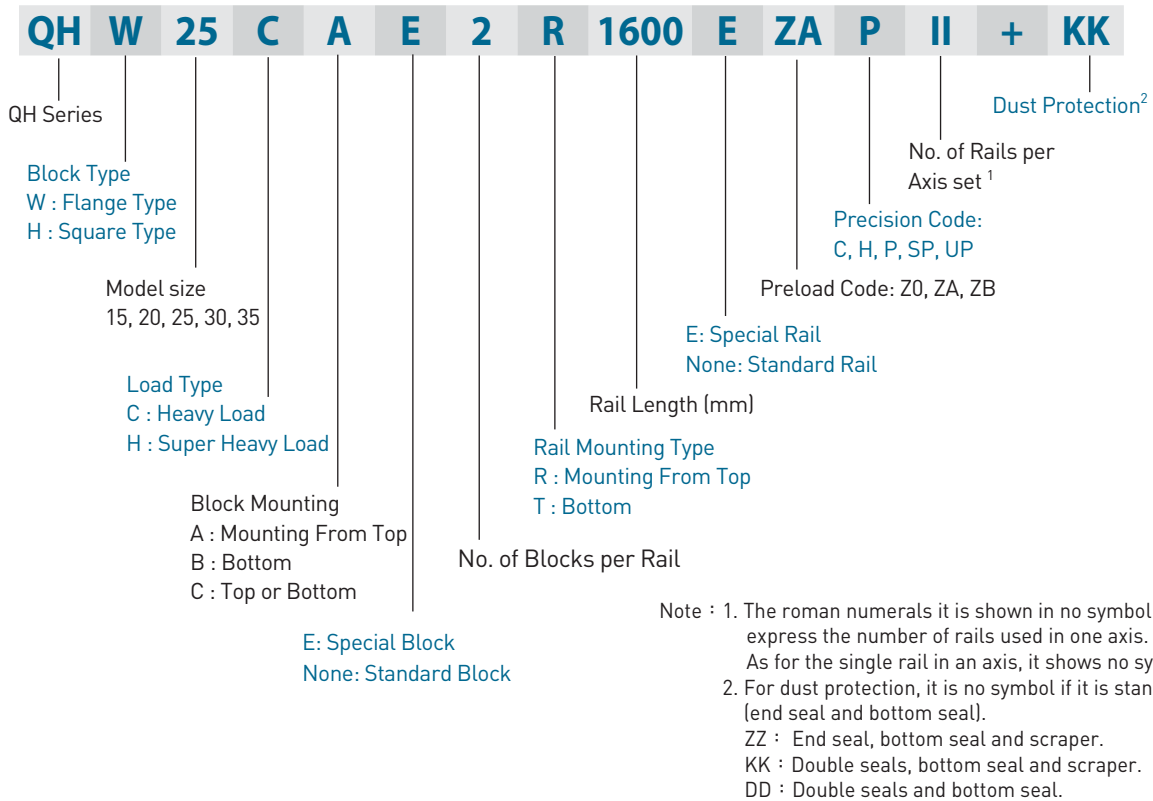 QH W 25 C A E 2 R 1600 E ZA P II + KK
QH Series
Dust Protection2
No. of Rails per
Axis set 1
Block Type
W : Flange Type
H : Square Type
Precision Code:
C, H, P, SP, UP
Model size
15, 20, 25, 30, 35
Preload Code: Z0, ZA, ZB
E: Special Rail
None: Standard Rail
Load Type
C : Heavy Load
H : Super Heavy Load
Rail Length (mm)
Rail Mounting Type
R : Mounting From Top
T : Bottom
Block Mounting
A : Mounting From Top
B : Bottom
C : Top or Bottom
No. of Blocks per Rail
E: Special Block
None: Standard Block
Note : 1. The roman numerals it is shown in no symbol
express the number of rails used in one axis.
As for the single rail in an axis, it shows no sy
2. For dust protection, it is no symbol if it is stan
(end seal and bottom seal).
ZZ : End seal, bottom seal and scraper.
KK : Double seals, bottom seal and scraper.
DD : Double seals and bottom seal.